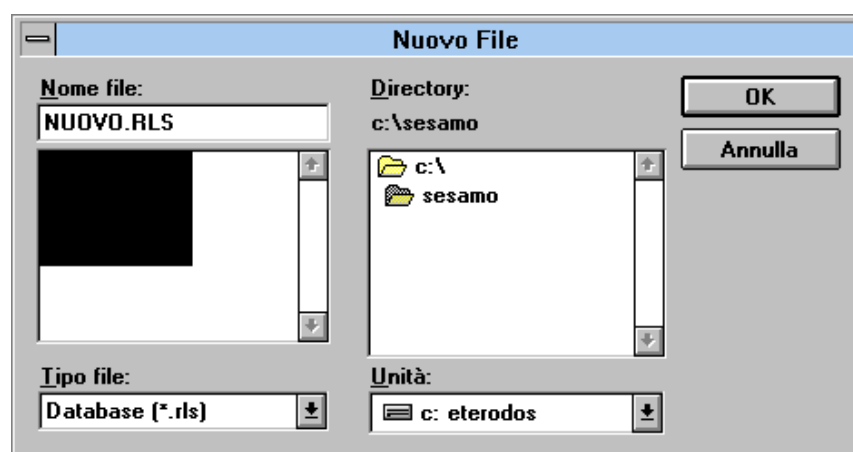 Nuovo File
Nome file:
NUOVO.RLS
Directory:
c:\sesamo
c:\
sesamo
OK
Annulla
Tipo file:
Database (*.rls)
Unità:
c: eterodos